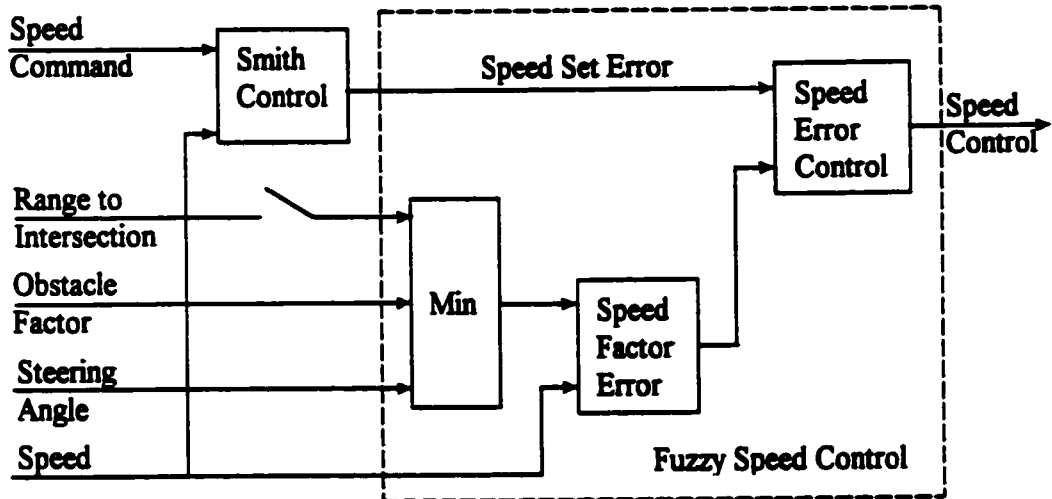 Speed
Command
Smith
Control
Speed Set Error
Speed
Error
Control
Speed
Control
Range to
Intersection
Obstacle
Factor
Min
Speed
Factor
Error
Steering
Angle
Speed
Fuzzy Speed Control